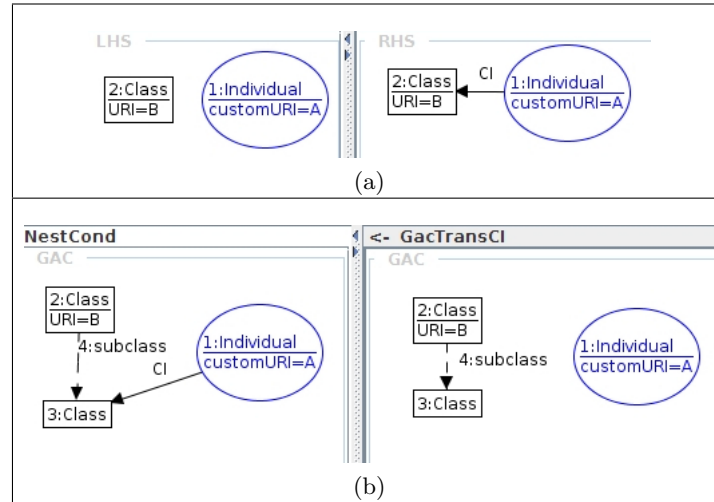 LHS
RHS
2:Class
URI=B
1:Individual
customURI=A
2:Class
URI=B
CI
1:Individual
customURI=A
(a)
NestCond
<- GacTransCI
GAC
GAC
2:Class
URI=B
4:subclass
CI
1:Individual
customURI=A
3:Class
2:Class
URI=B
4:subclass
1:Individual
customURI=A
3:Class
(b)